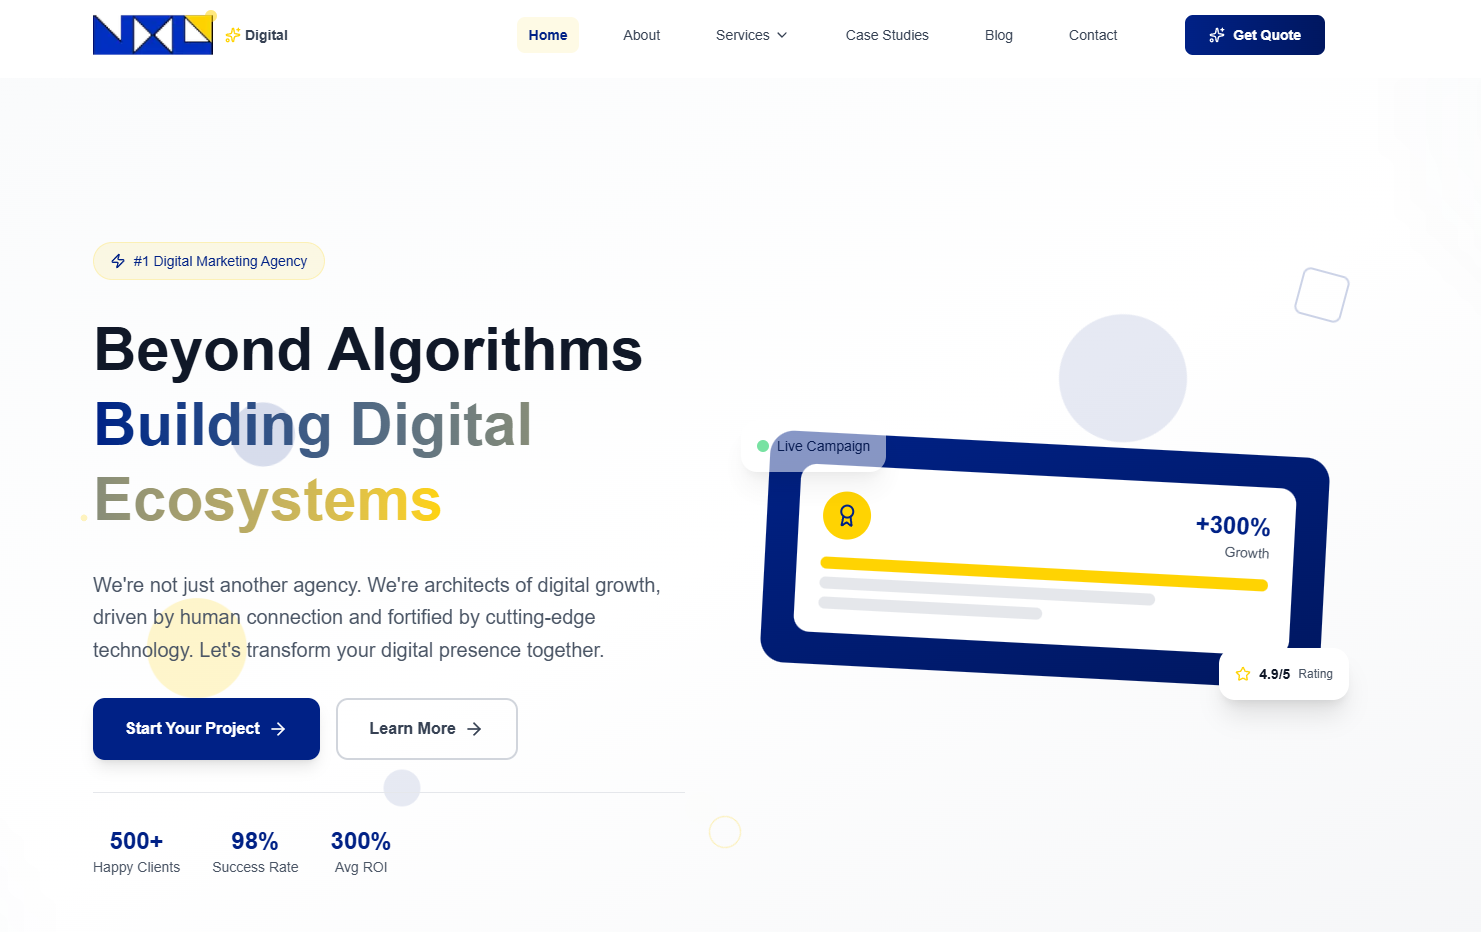 NXL
Digital
Home
About
Services
Case Studies
Blog
Contact
Get Quote
#1 Digital Marketing Agency
Beyond Algorithms
Building Digital
Ecosystems
We're not just another agency. We're architects of digital growth,
driven by human connection and fortified by cutting-edge
technology. Let's transform your digital presence together.
Start Your Project
Learn More
500+
Happy Clients
98%
Success Rate
300%
Avg ROI
Live Campaign
+300%
Growth
4.9/5 Rating